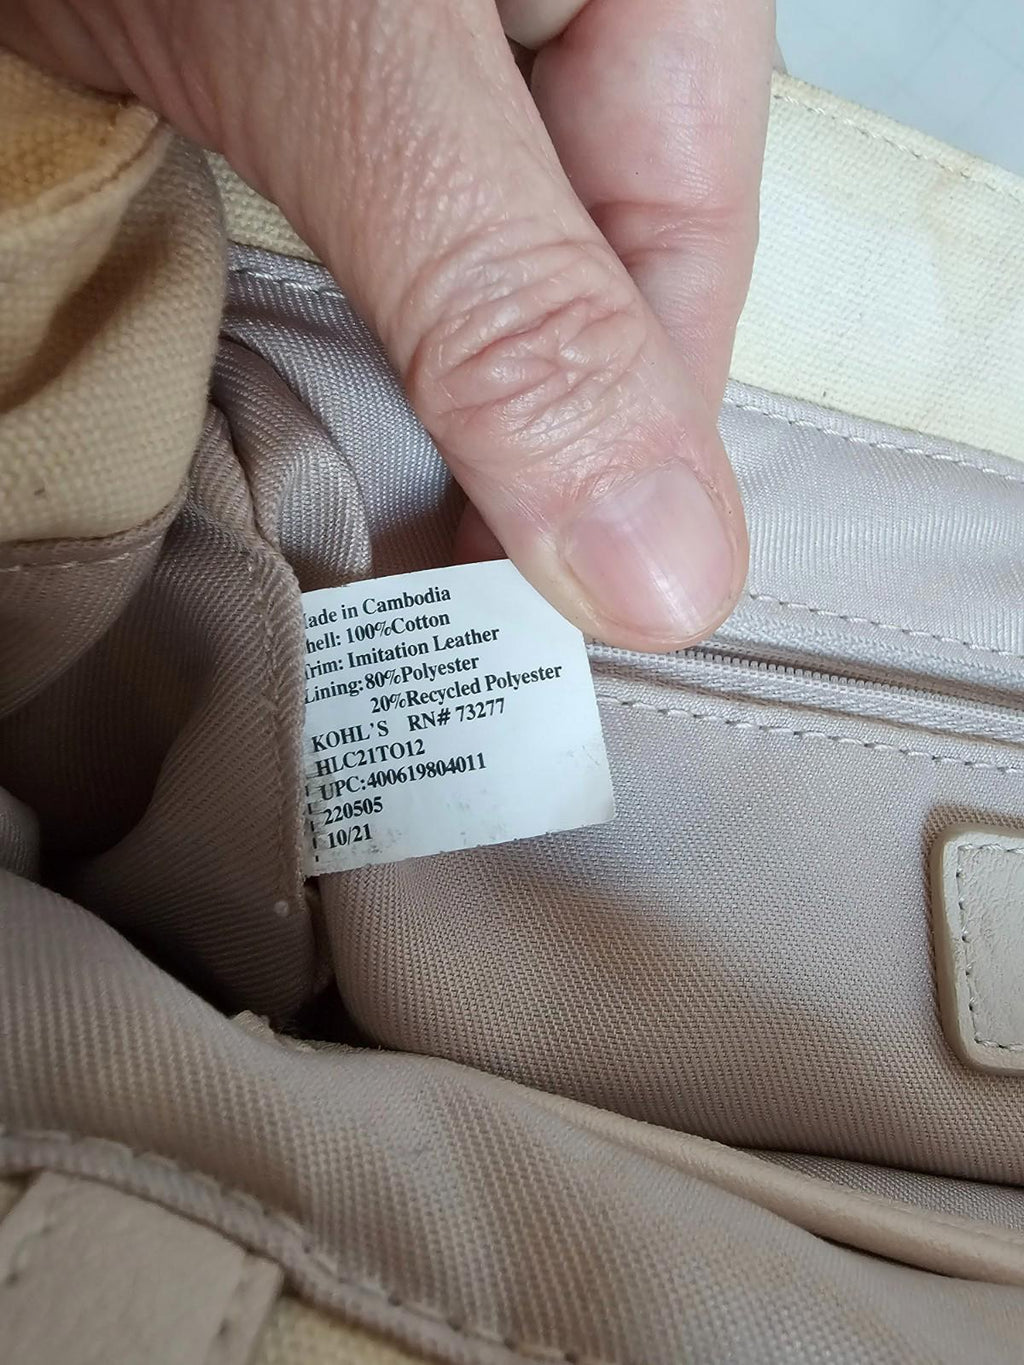 ade in Cambodia
hell: 100%Cotton
rim: Imitation Leather
Lining:80%Polyester
20%Recycled Polyester
KOHL'S RN# 73277
HLC21TO12
UPC:400619804011
220505
10/21